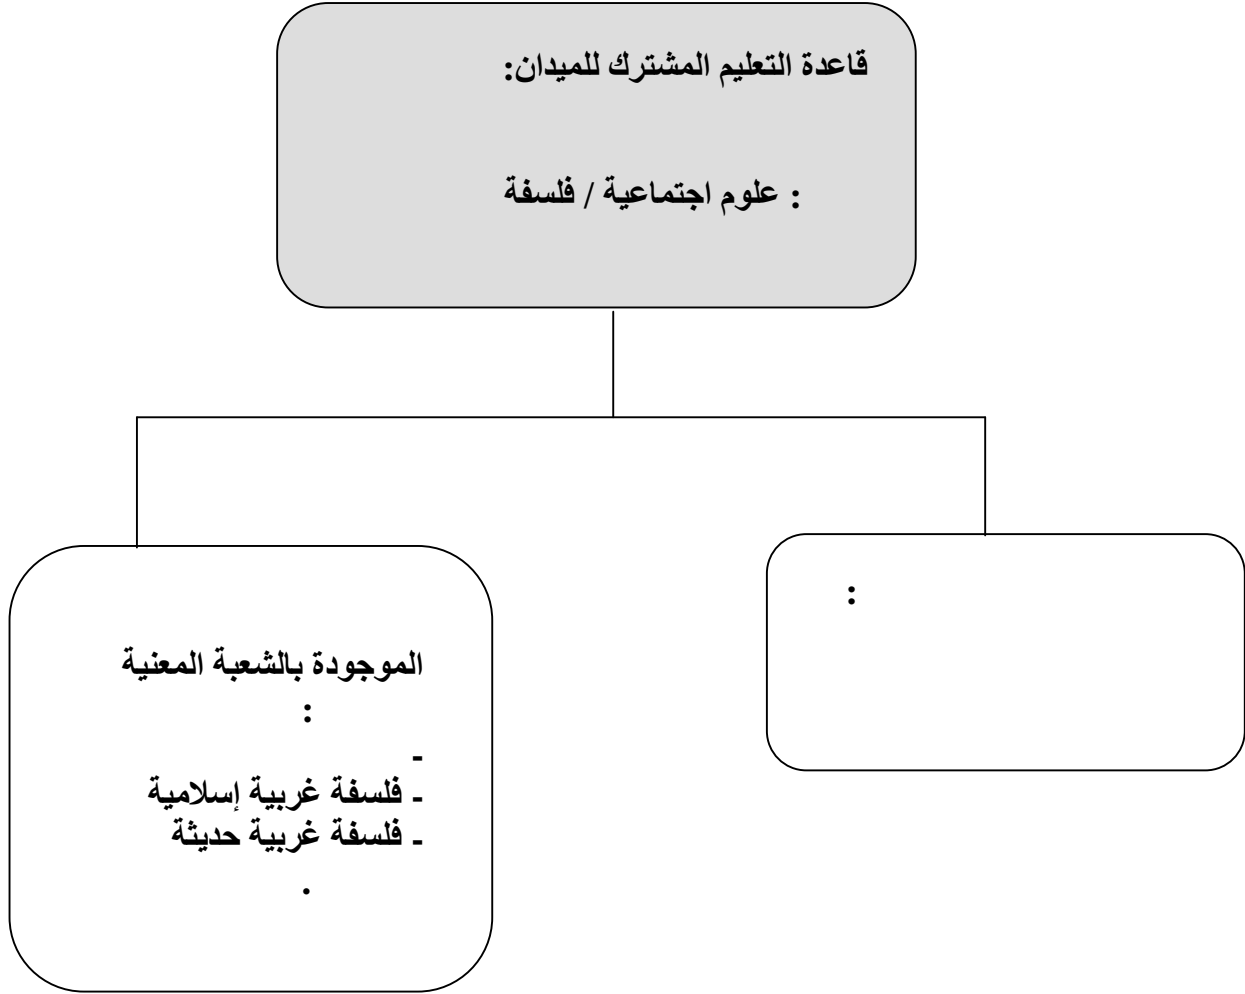 قاعدة التعليم المشترك للميدان:
: علوم اجتماعية / فلسفة
:
الموجودة بالشعبة المعنية
:
-
- فلسفة غربية إسلامية
- فلسفة غربية حديثة
.